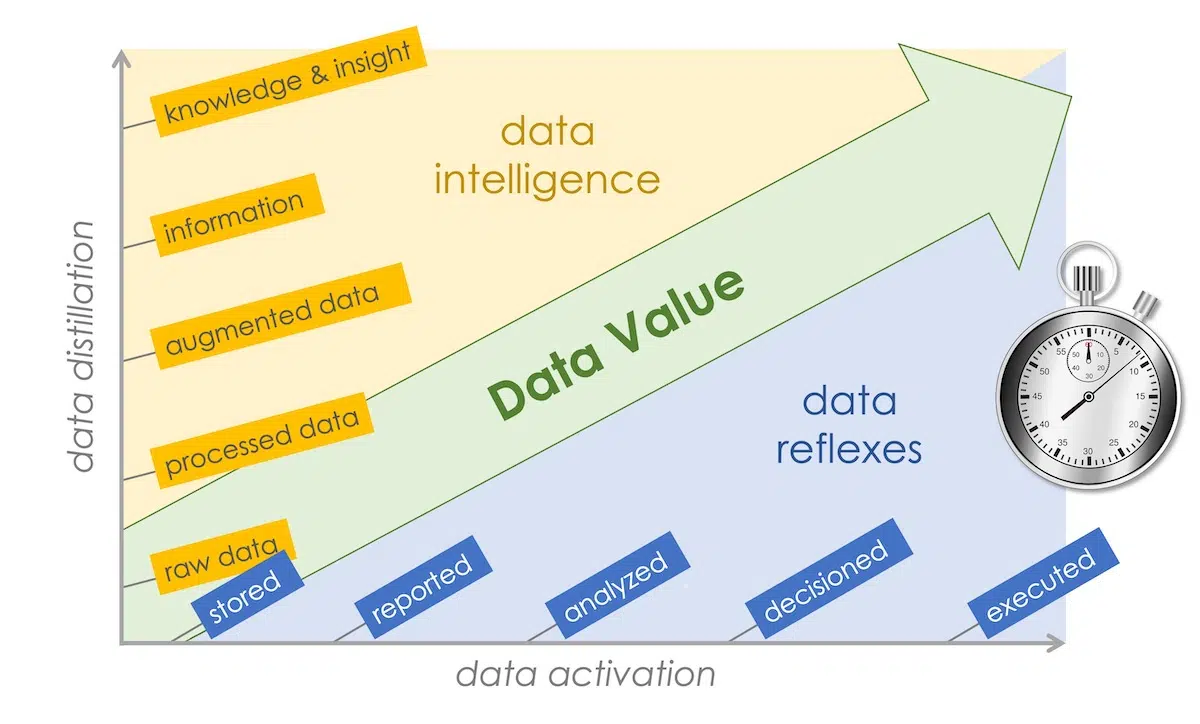 knowledge & insight
data
intelligence
information
data distillation
augmented data
Data Value
processed data
data
reflexes
raw data
stored
reported
analyzed
decisioned
executed
data activation
55
5
50
10
45
15
40
20
35
25
30
50
10
40
20
30